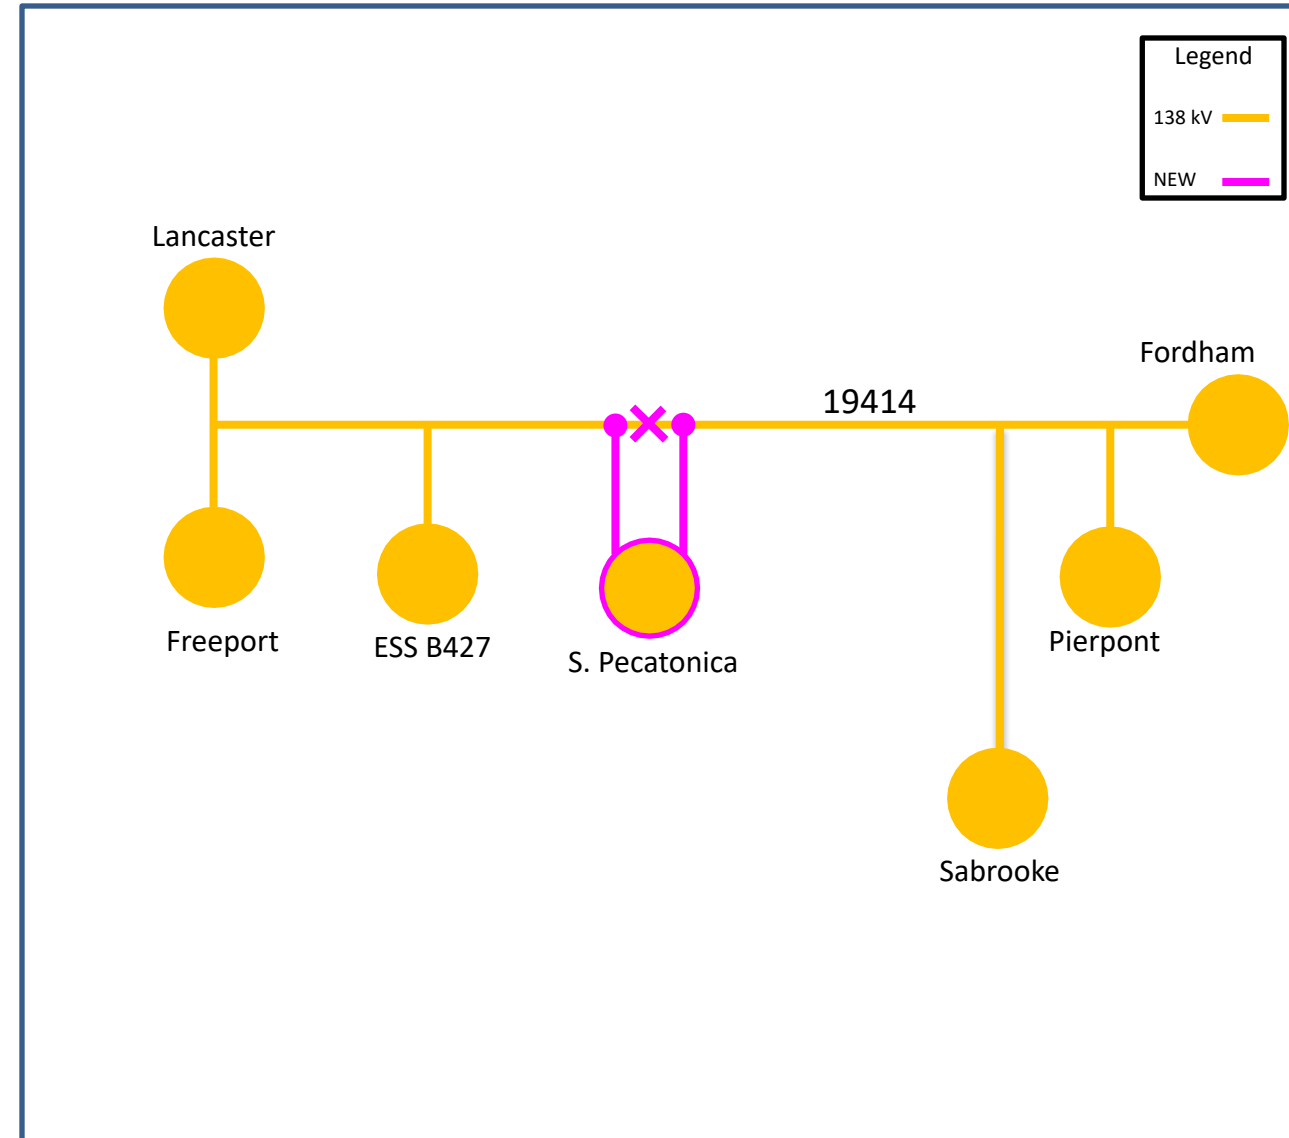 Legend
138 kV
NEW
Lancaster
Fordham
19414
Freeport
ESS B427
S. Pecatonica
Pierpont
Sabrooke